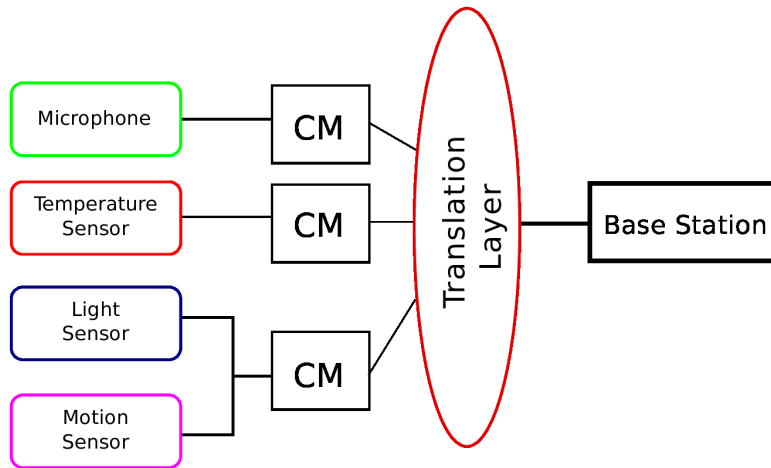 Microphone
CM
Temperature
Sensor
CM
Light
Sensor
CM
Motion
Sensor
Translation
Layer
Base Station